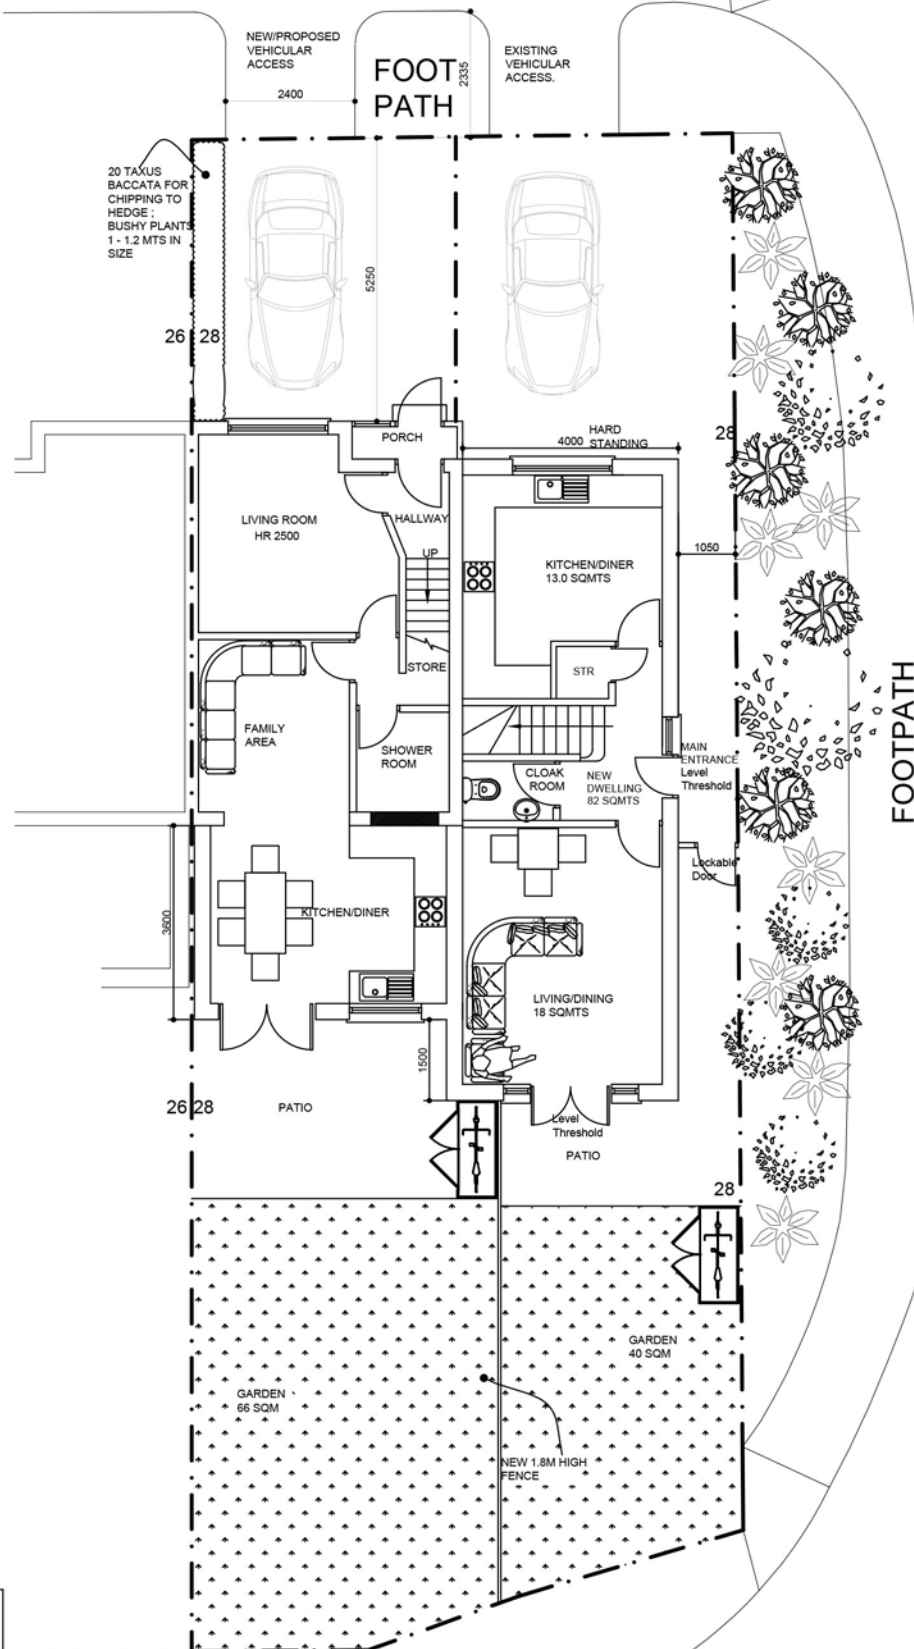 NEW/PROPOSED
VEHICULAR
ACCESS
2400
FOOT
PATH
2335
EXISTING
VEHICULAR
ACCESS.
20 TAXUS
BACCATA FOR
CHIPPING TO
HEDGE ;
BUSHY PLANTS
1 - 1.2 MTS IN
SIZE
5250
26
28
PORCH
HARD
STANDING
4000
28
LIVING ROOM
HR 2500
HALLWAY
UP
KITCHEN/DINER
13.0 SQMTS
1050
STORE
STR
FOOTPATH
FAMILY
AREA
SHOWER
ROOM
CLOAK
ROOM
NEW
DWELLING
82 SQMTS
MAIN
ENTRANCE
Level
Threshold
Lockable
Door
3600
KITCHEN/DINER
LIVING/DINING
18 SQMTS
1500
26
28
PATIO
Level
Threshold
PATIO
28
GARDEN
40 SQM
GARDEN
66 SQM
NEW 1.8M HIGH
FENCE